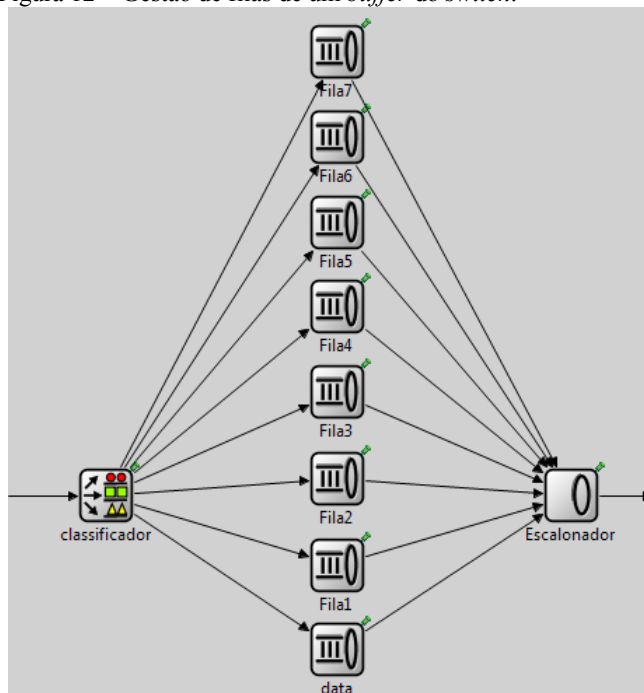 Figura 12 – Gestão de filas de um buffer do switch.
Fila7
Fila6
Fila5
Fila4
Fila3
classificador
Fila2
Escalonador
Fila1
data